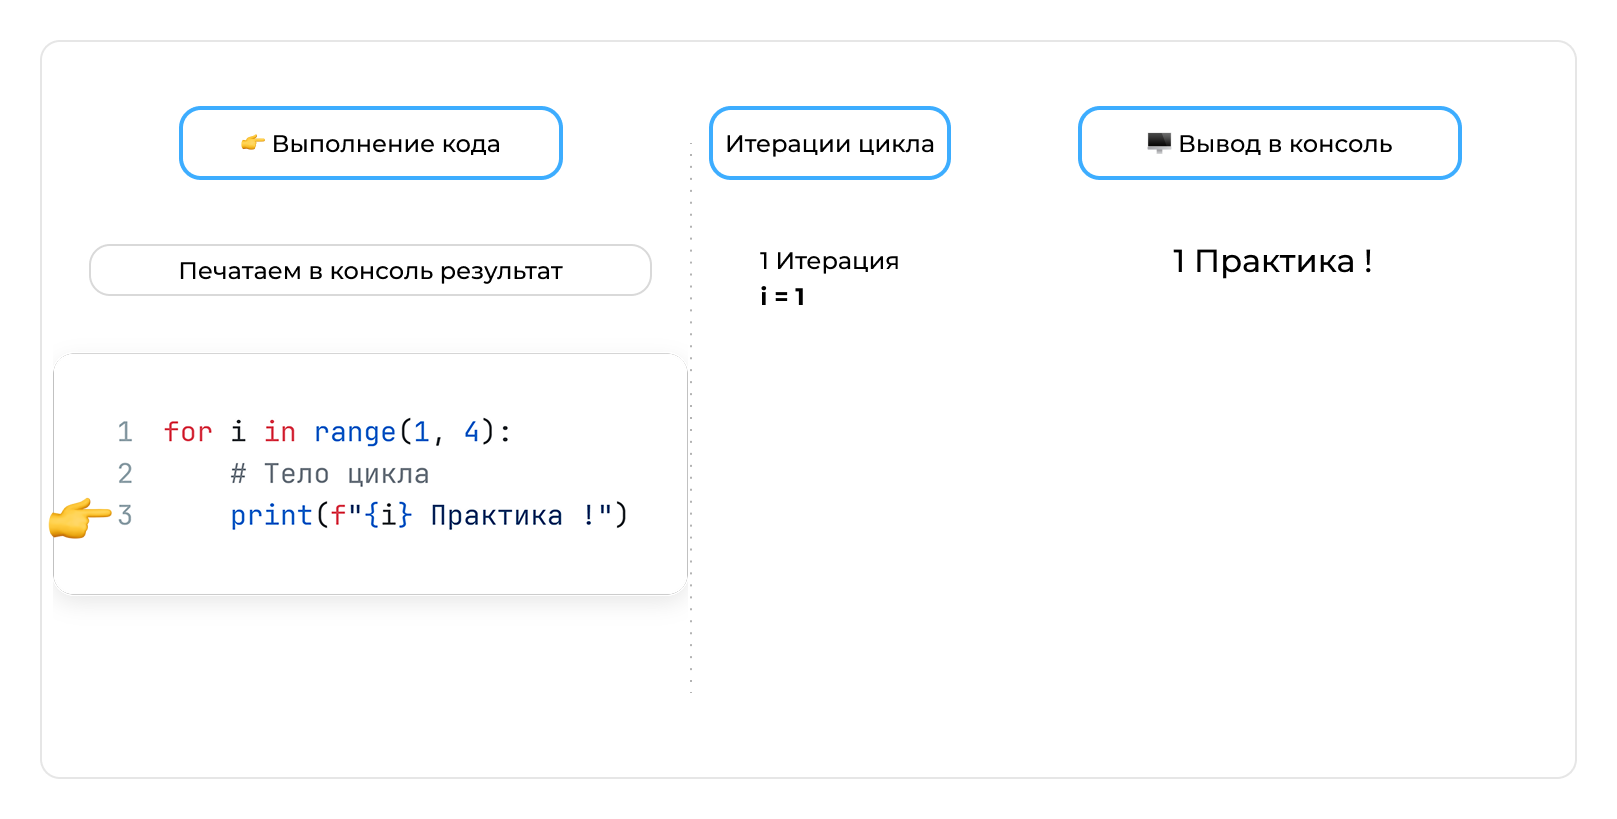 👉 Выполнение кода
Итерации цикла
🖥️ Вывод в консоль
Печатаем в консоль результат
1 Итерация
i = 1
1 Практика !
1 for i in range(1, 4):
2     # Тело цикла
3     print(f"{i} Практика !")